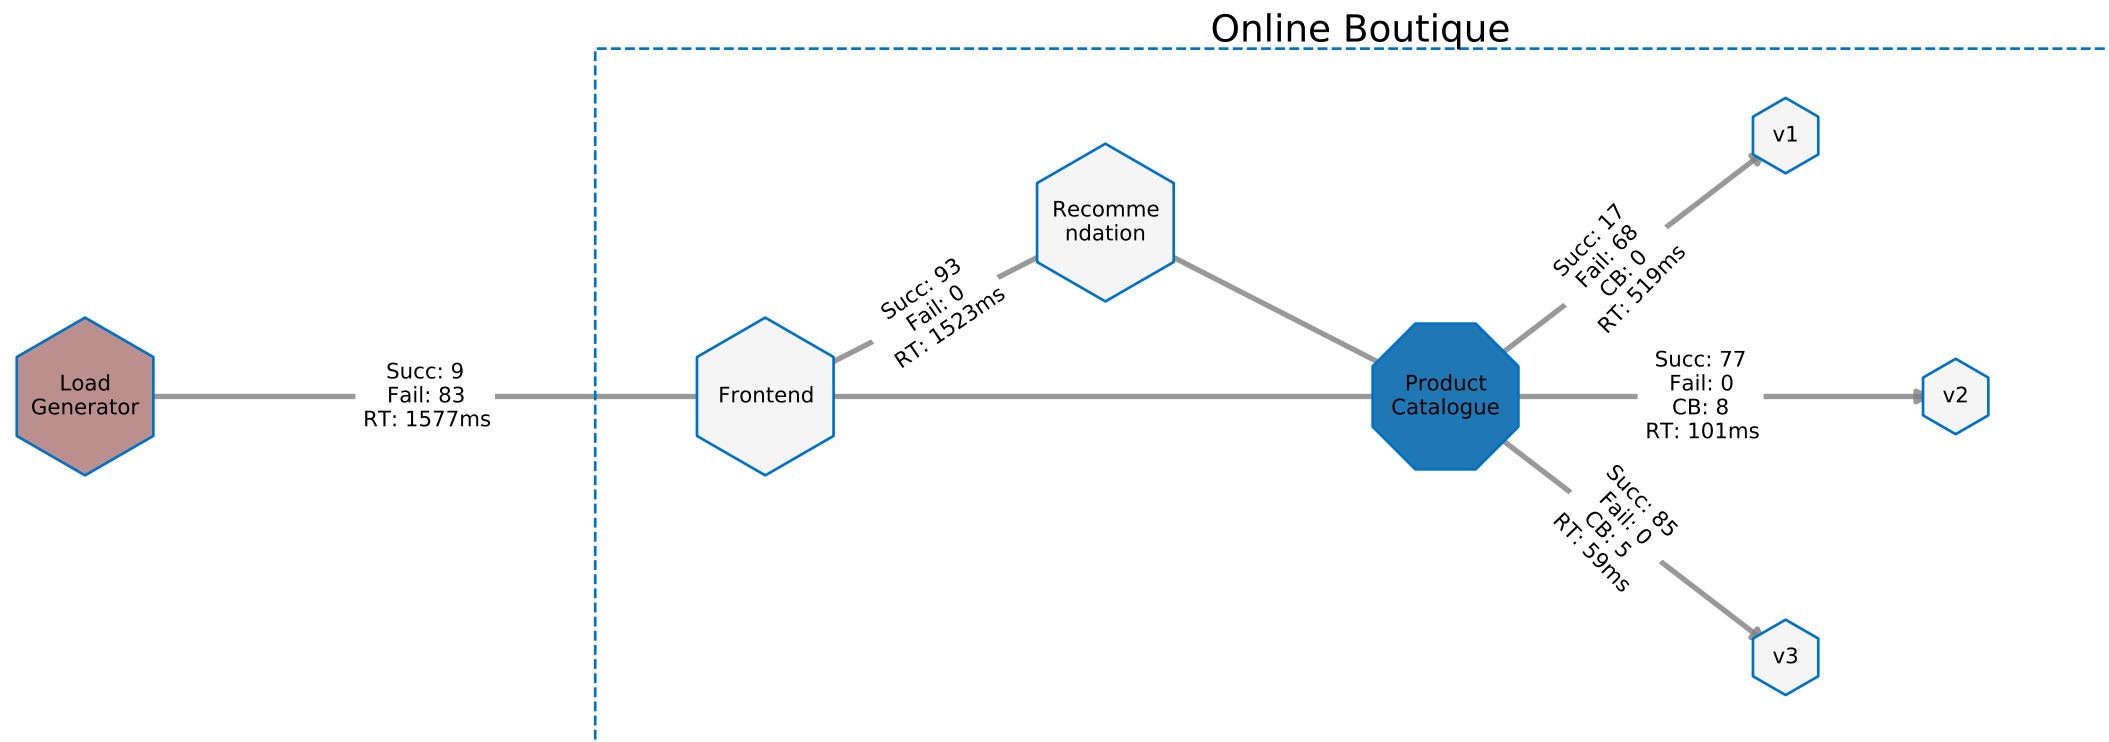 Online Boutique
Load
Generator
Succ: 9
Fail: 83
RT: 1577ms
Frontend
Succ: 93
Fail: 0
RT: 1523ms
Recomme
ndation
Product
Catalogue
Succ: 17
Fail: 68
CB: 0
RT: 519ms
v1
Succ: 77
Fail: 0
CB: 8
RT: 101ms
v2
Succ: 85
Fail: 0
CB: 5
RT: 59ms
v3